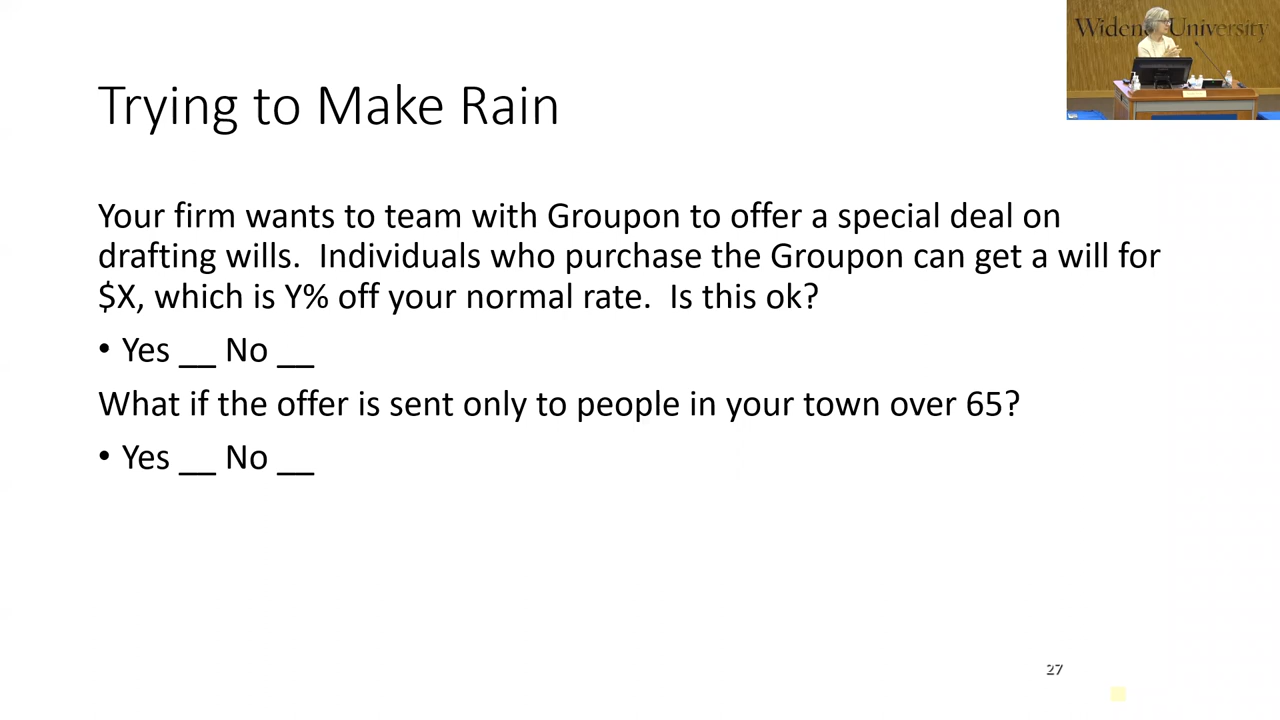 Widener University
Trying to Make Rain
Your firm wants to team with Groupon to offer a special deal on
drafting wills. Individuals who purchase the Groupon can get a will for
$X, which is Y% off your normal rate. Is this ok?
• Yes __ No __
What if the offer is sent only to people in your town over 65?
• Yes __ No __
27